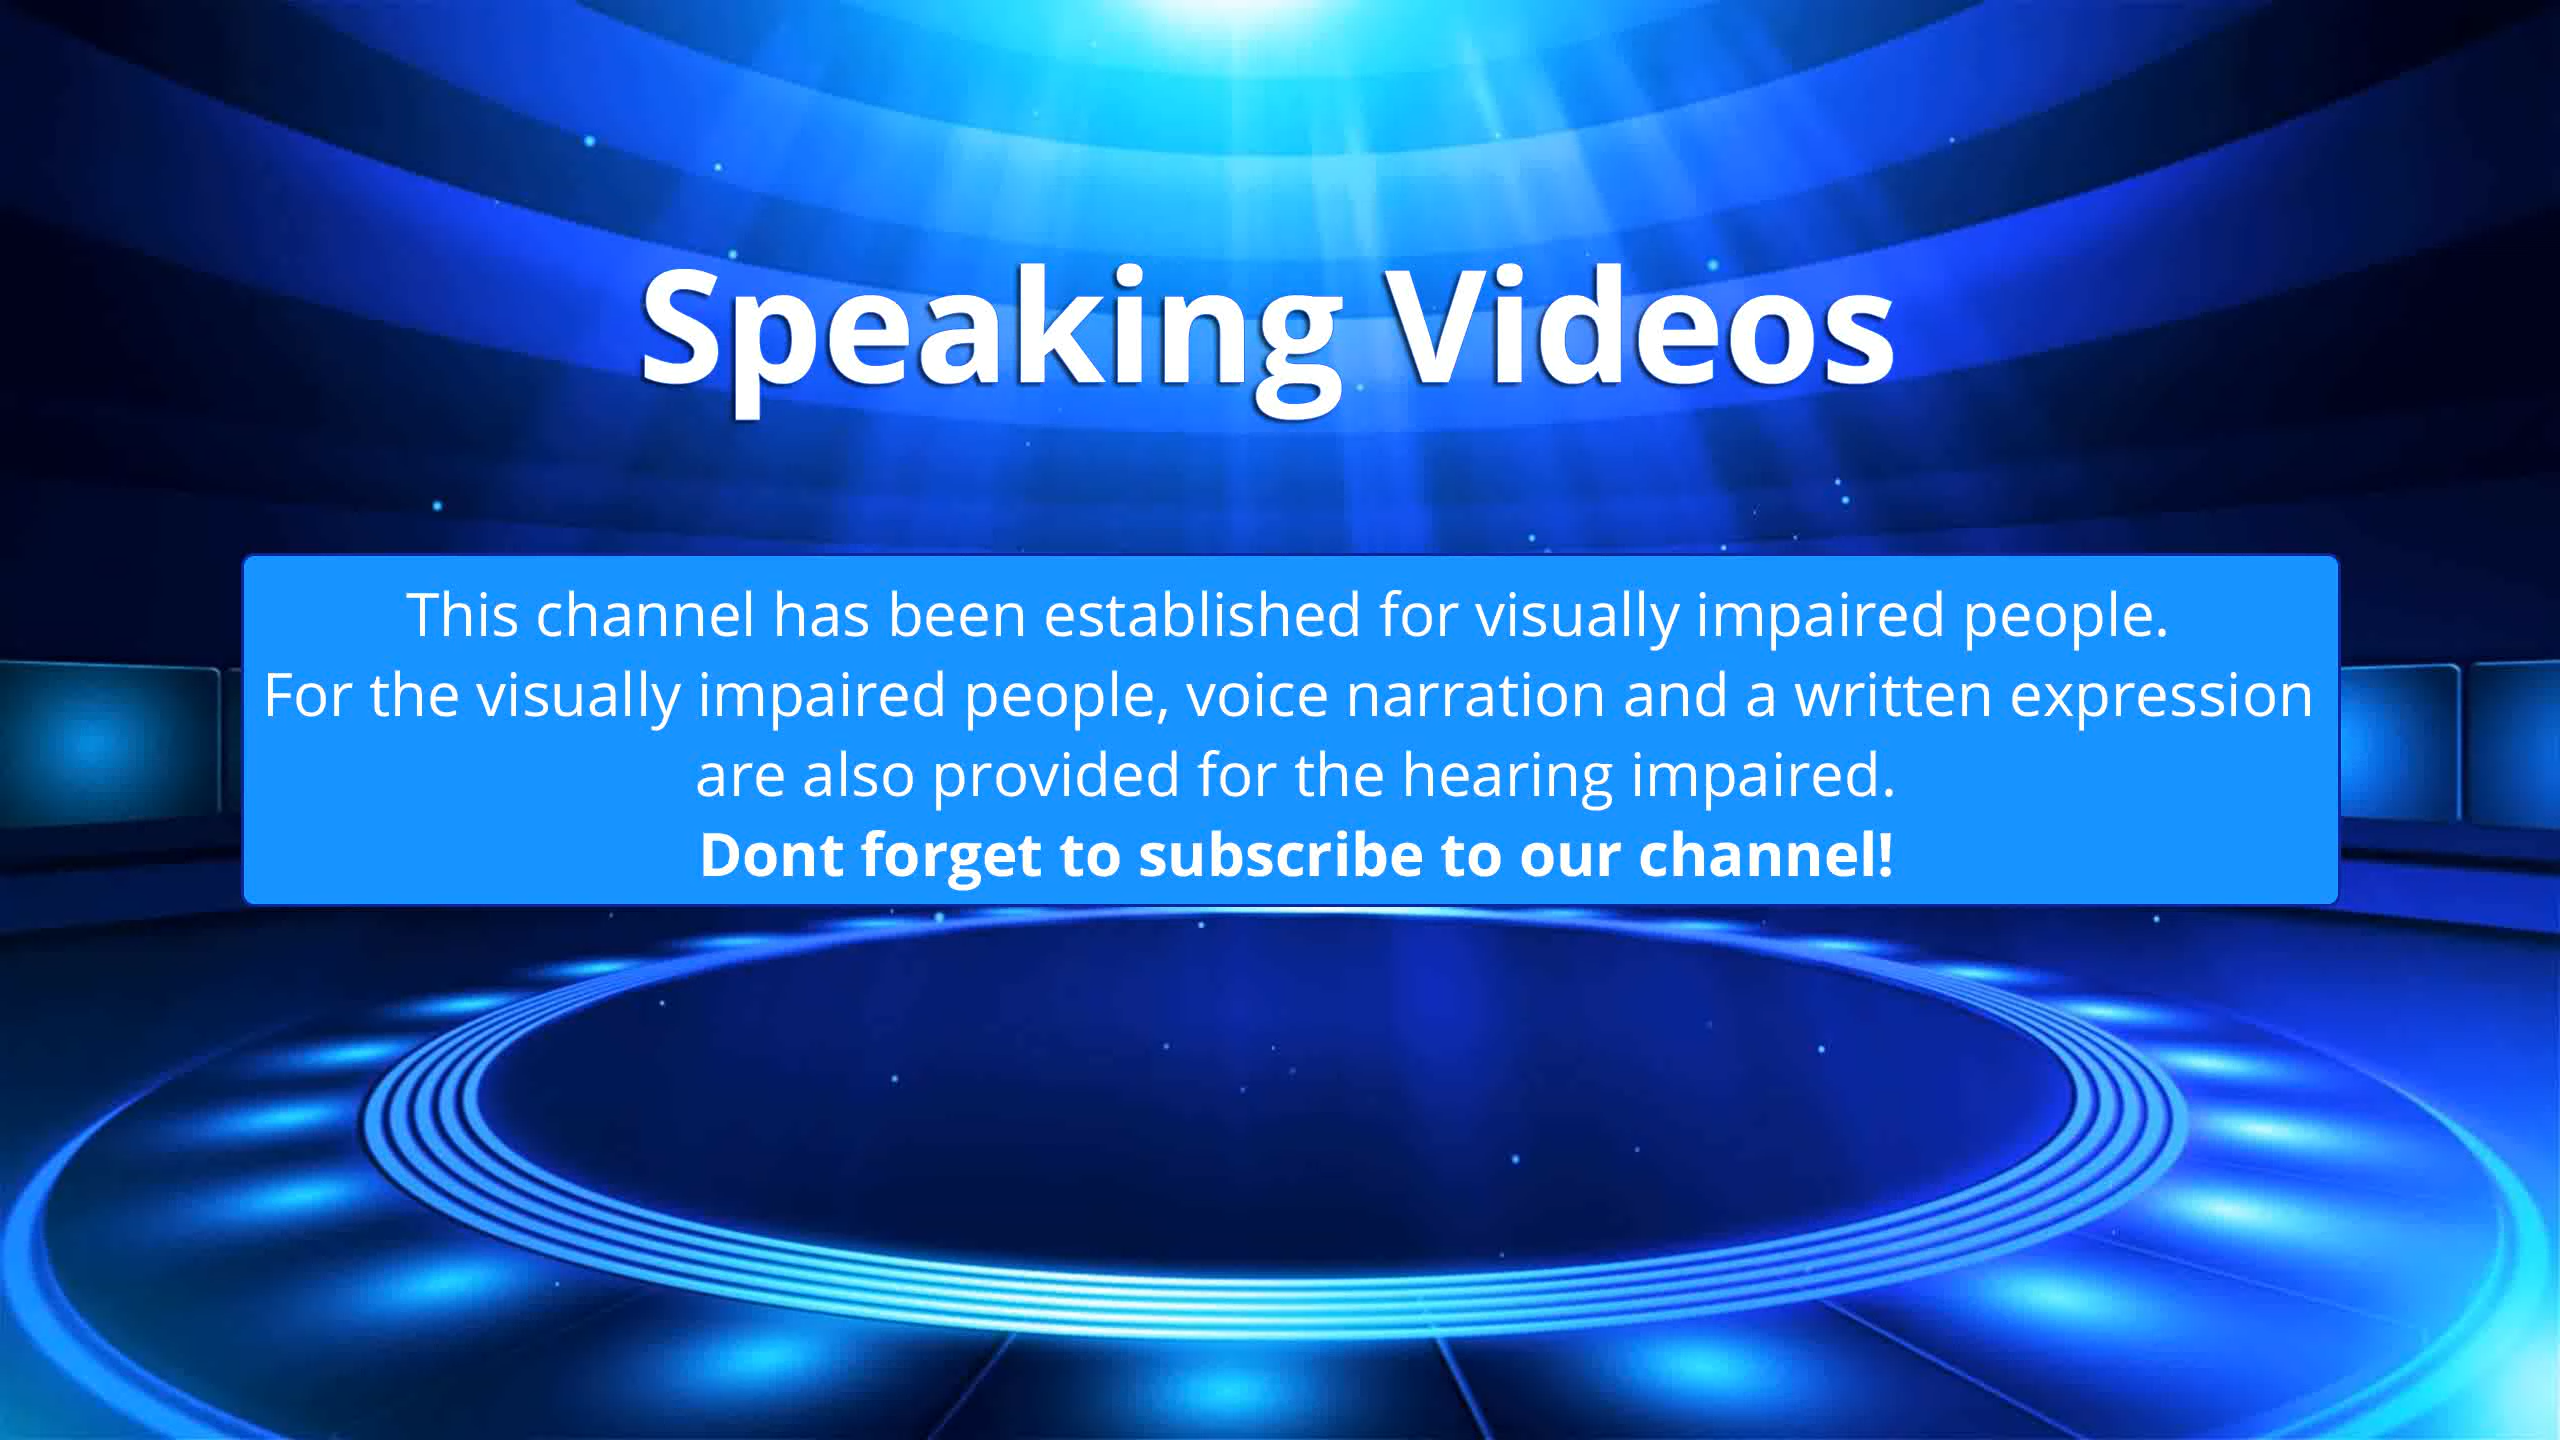 Speaking Videos
This channel has been established for visually impaired people.
For the visually impaired people, voice narration and a written expression
are also provided for the hearing impaired.
Dont forget to subscribe to our channel!